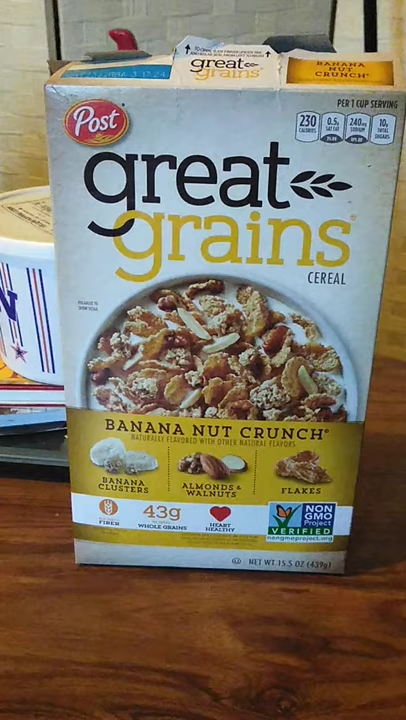 great
grains
BANANA
NUT
CRUNCH®
Post
PER 1 CUP SERVING
230
CALORIES
0.5g
SAT FAT
240mg
SODIUM
10g
TOTAL
SUGARS
great
grains®
CEREAL
BANANA NUT CRUNCH®
NATURALLY FLAVORED WITH OTHER NATURAL FLAVORS
BANANA
CLUSTERS
ALMONDS &
WALNUTS
FLAKES
FIBER
43g
WHOLE GRAINS
HEART
HEALTHY
NON
GMO
Project
VERIFIED
nongmoproject.org
NET WT. 15.5 OZ (439g)
N